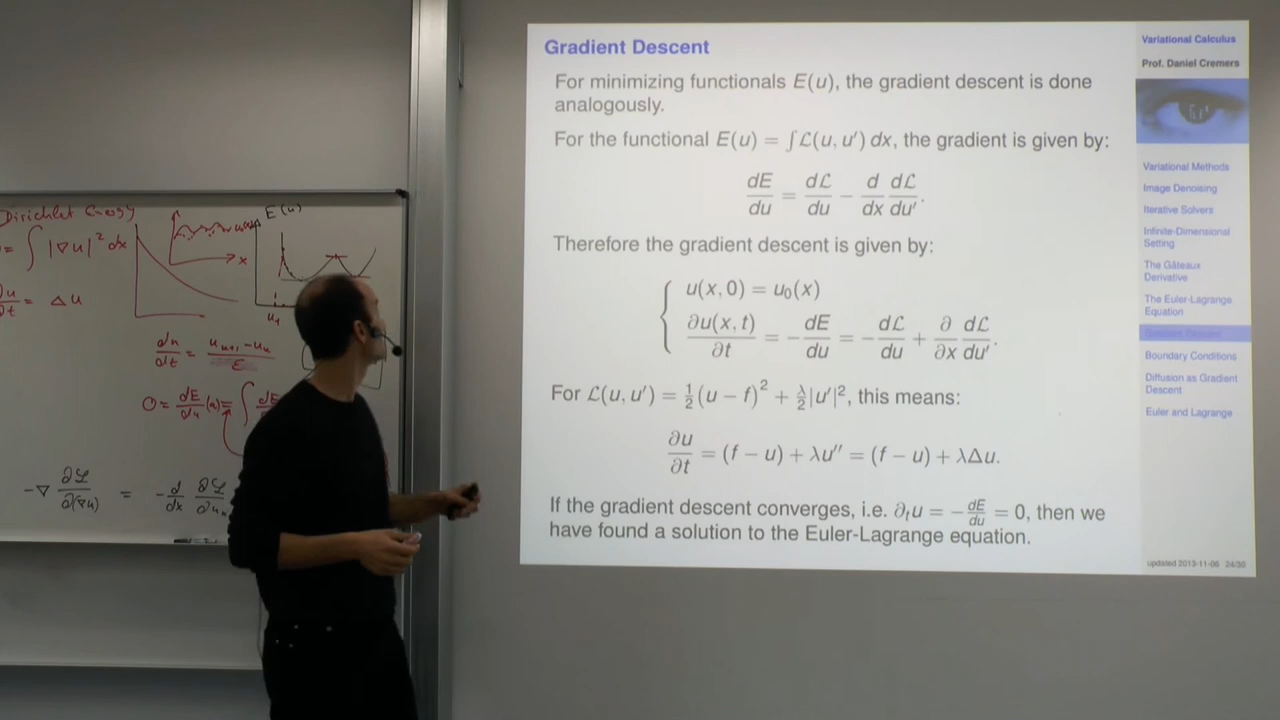 Gradient Descent
For minimizing functionals E(u), the gradient descent is done
analogously.
For the functional E(u) = ∫ ℒ(u, u′) dx, the gradient is given by:
dE/du = dℒ/du − d/dx dℒ/du′.
Therefore the gradient descent is given by:
u(x, 0) = u₀(x)
∂u(x, t)/∂t = − dE/du = − dℒ/du + ∂/∂x dℒ/du′.
For ℒ(u, u′) = ½(u − f)² + λ/2|u′|², this means:
∂u/∂t = (f − u) + λu″ = (f − u) + λΔu.
If the gradient descent converges, i.e. ∂ₜu = −dE/du = 0, then we
have found a solution to the Euler-Lagrange equation.
Variational Calculus
Prof. Daniel Cremers
Variational Methods
Image Denoising
Iterative Solvers
Infinite-Dimensional
Setting
The Gâteaux
Derivative
The Euler-Lagrange
Equation
Gradient Descent
Boundary Conditions
Diffusion as Gradient
Descent
Euler and Lagrange
updated 2013-11-06 24/30
Dirichlet Energy
= ∫ |∇u|² dx
= Δu
x
E(u)
u₁
du/dt =
0 = dE/du (u) = ∫
−∇ ∂ℒ/∂(∇u) = − d/dx